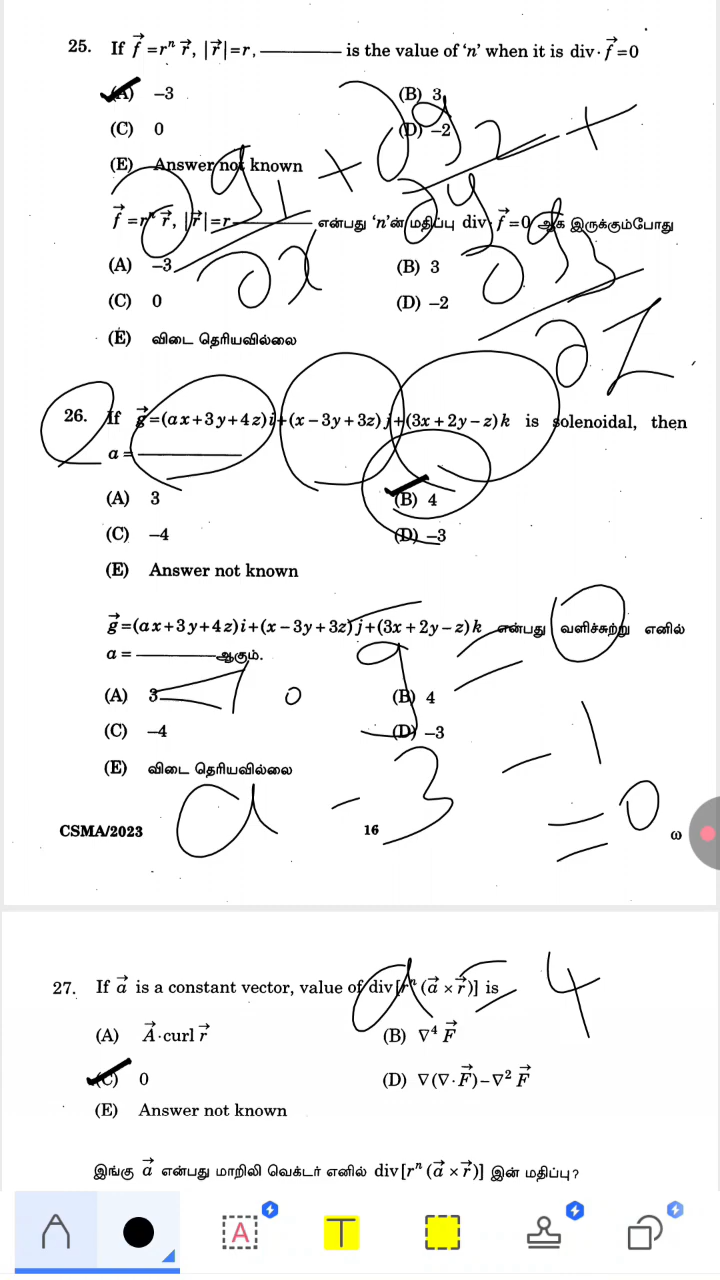 25. If f⃗ = rⁿ r⃗, |r⃗| = r, ———— is the value of 'n' when it is div · f⃗ = 0
(A) −3 (B) 3
(C) 0 (D) −2
(E) Answer not known
f⃗ = rⁿ r⃗, |r⃗| = r ———— என்பது 'n'ன் மதிப்பு div f⃗ = 0 ஆக இருக்கும்போது
(A) −3 (B) 3
(C) 0 (D) −2
(E) விடை தெரியவில்லை
∂g₁/∂x + ∂g₂/∂y + ∂g₃/∂z
26. If g⃗ = (ax+3y+4z)i+(x−3y+3z)j+(3x+2y−z)k is solenoidal, then
a = ————
(A) 3 (B) 4
(C) −4 (D) −3
(E) Answer not known
g⃗ = (ax+3y+4z)i+(x−3y+3z)j+(3x+2y−z)k என்பது வளிச்சுற்று எனில்
a = ———— ஆகும்.
(A) 3 (B) 4
(C) −4 (D) −3
(E) விடை தெரியவில்லை
∇ · g = 0
a − 3 − 1 = 0
CSMA/2023 16 ω
a = 4
27. If a⃗ is a constant vector, value of div[rⁿ (a⃗ × r⃗)] is
(A) A⃗ · curl r⃗ (B) ∇⁴ F⃗
(C) 0 (D) ∇(∇ · F⃗) − ∇² F⃗
(E) Answer not known
இங்கு a⃗ என்பது மாறிலி வெக்டர் எனில் div[rⁿ (a⃗ × r⃗)] இன் மதிப்பு?
A T